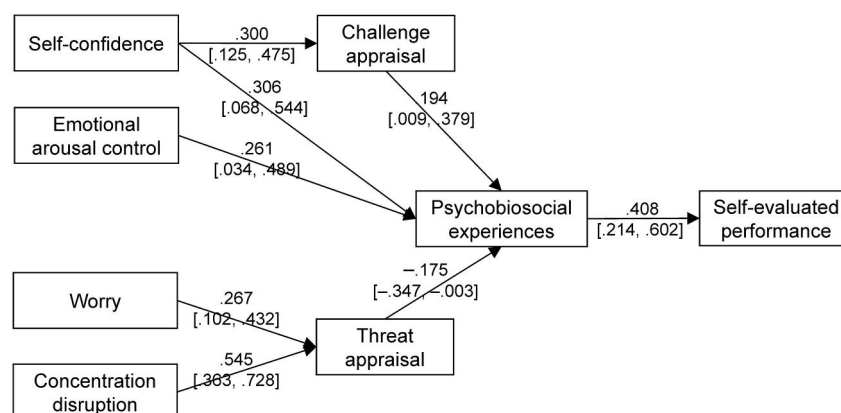 Self-confidence
.300
[.125, .475]
Challenge
appraisal
.306
[.068, .544]
194
[.009, .379]
Emotional
arousal control
.261
[.034, .489]
Psychobiosocial
experiences
.408
[.214, .602]
Self-evaluated
performance
–.175
[–.347, –.003]
Worry
.267
[.102, .432]
Threat
appraisal
.545
[.363, .728]
Concentration
disruption